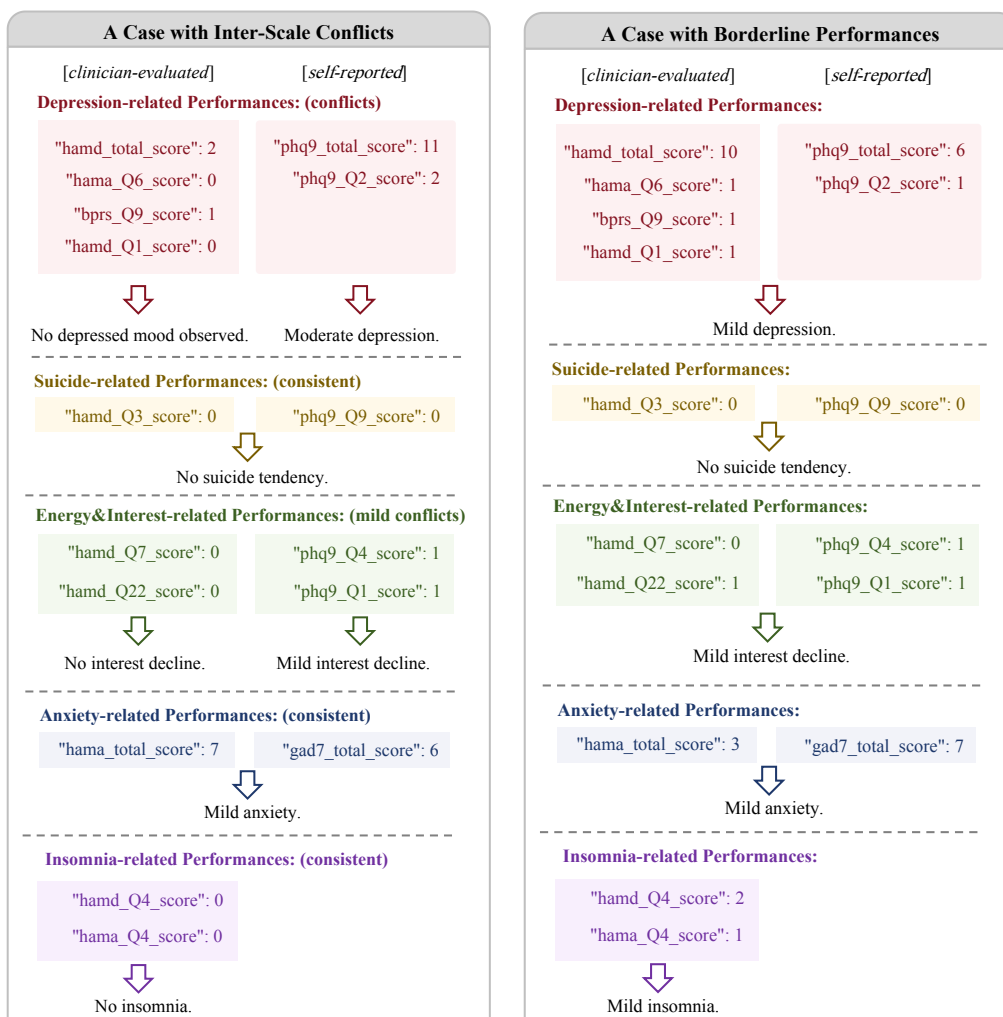 A Case with Inter-Scale Conflicts
[clinician-evaluated] [self-reported]
Depression-related Performances: (conflicts)
"hamd_total_score": 2 "phq9_total_score": 11
"hama_Q6_score": 0 "phq9_Q2_score": 2
"bprs_Q9_score": 1
"hamd_Q1_score": 0
No depressed mood observed. Moderate depression.
Suicide-related Performances: (consistent)
"hamd_Q3_score": 0 "phq9_Q9_score": 0
No suicide tendency.
Energy&Interest-related Performances: (mild conflicts)
"hamd_Q7_score": 0 "phq9_Q4_score": 1
"hamd_Q22_score": 0 "phq9_Q1_score": 1
No interest decline. Mild interest decline.
Anxiety-related Performances: (consistent)
"hama_total_score": 7 "gad7_total_score": 6
Mild anxiety.
Insomnia-related Performances: (consistent)
"hamd_Q4_score": 0
"hama_Q4_score": 0
No insomnia.
A Case with Borderline Performances
[clinician-evaluated] [self-reported]
Depression-related Performances:
"hamd_total_score": 10 "phq9_total_score": 6
"hama_Q6_score": 1 "phq9_Q2_score": 1
"bprs_Q9_score": 1
"hamd_Q1_score": 1
Mild depression.
Suicide-related Performances:
"hamd_Q3_score": 0 "phq9_Q9_score": 0
No suicide tendency.
Energy&Interest-related Performances:
"hamd_Q7_score": 0 "phq9_Q4_score": 1
"hamd_Q22_score": 1 "phq9_Q1_score": 1
Mild interest decline.
Anxiety-related Performances:
"hama_total_score": 3 "gad7_total_score": 7
Mild anxiety.
Insomnia-related Performances:
"hamd_Q4_score": 2
"hama_Q4_score": 1
Mild insomnia.